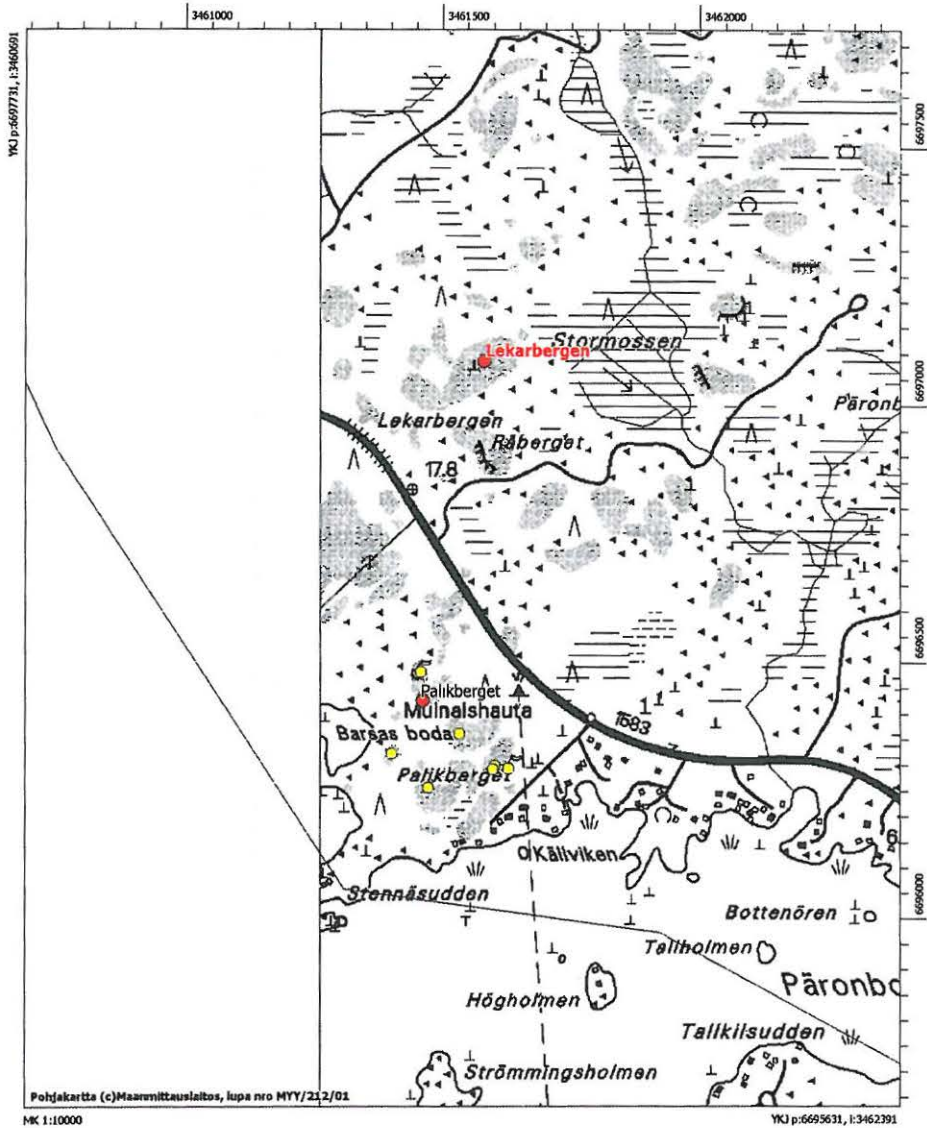 3461000
3461500
3462000
YKJ p:6697731, i:3460691
6697500
Lekarbergen
Stormossen
6697000
Päronb
Lekarbergen
Råberget
17.8
6696500
Palikberget
Muinaishauta
1683
Barsas boda
Palikberget
Källviken
6
Stennäsudden
6696000
Bottenören
Tallholmen
Päronbo
Högholmen
Tallkilsudden
Strömmingsholmen
Pohjakartta (c)Maanmittauslaitos, lupa nro MYY/212/01
MK 1:10000
YKJ p:6695631, i:3462391